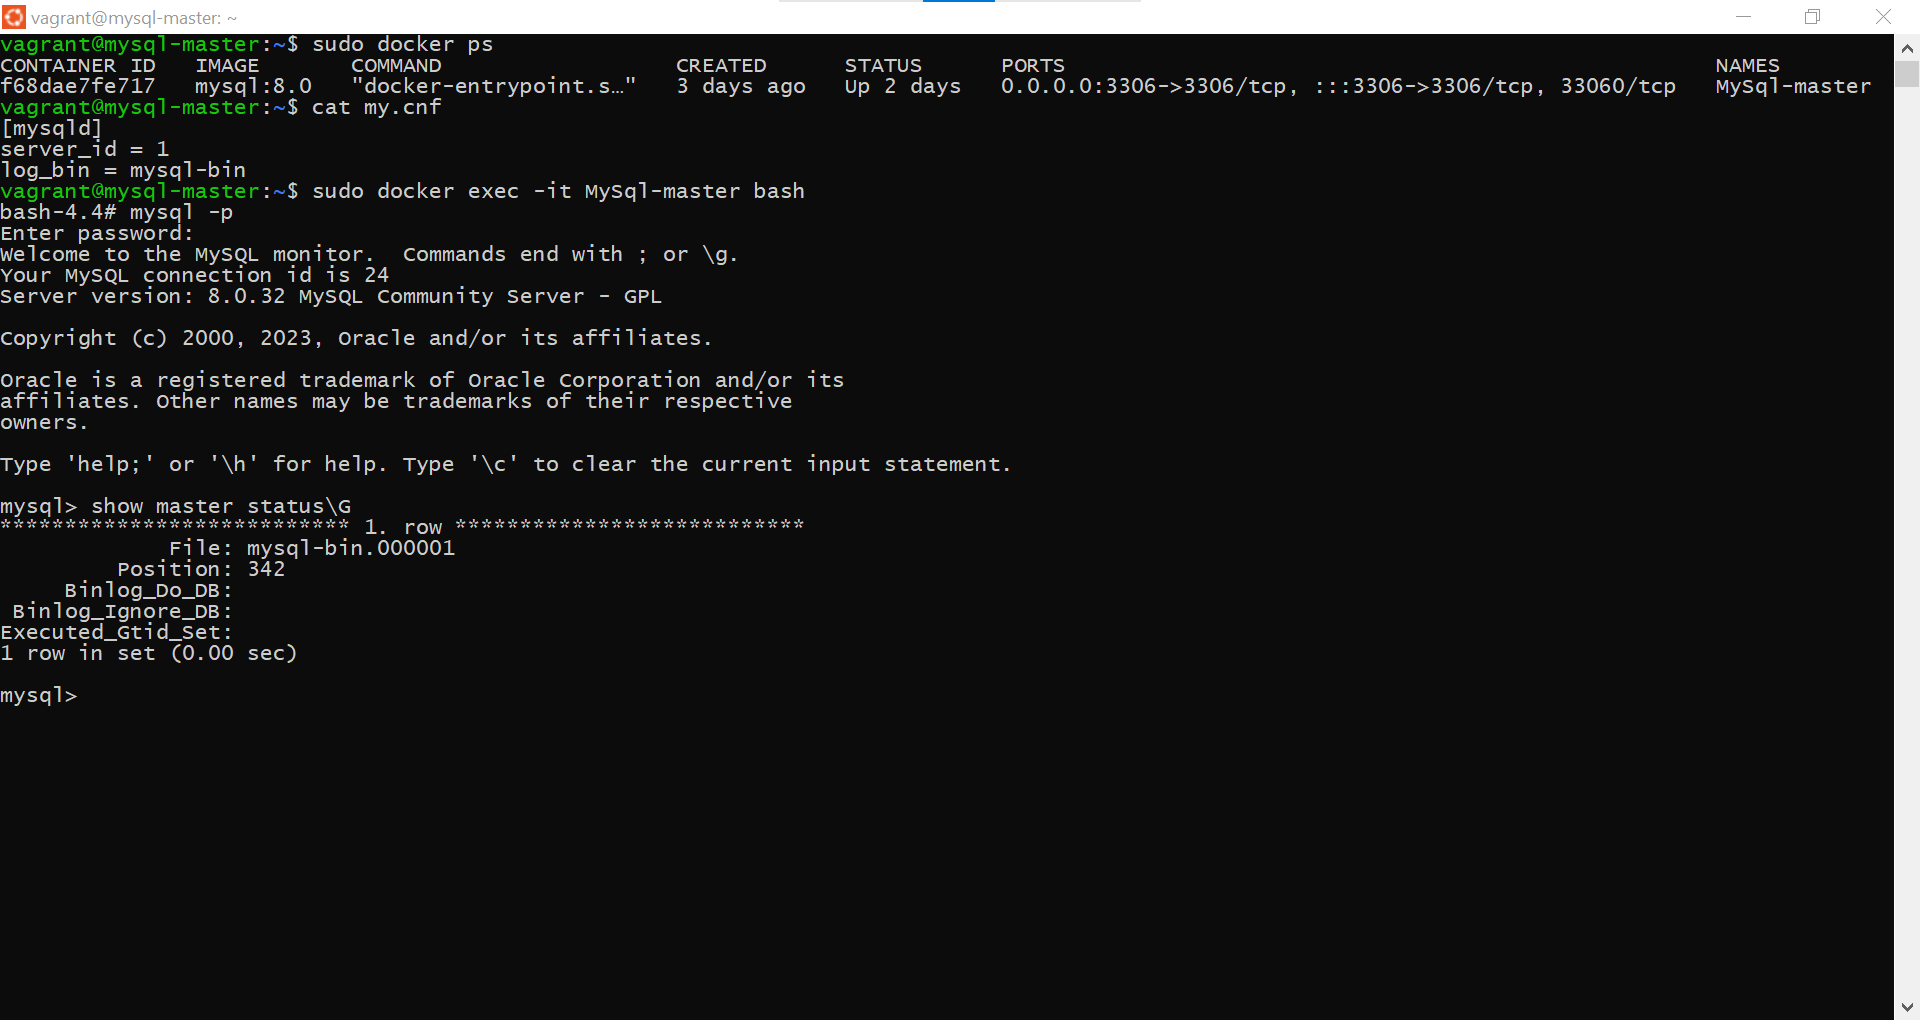 vagrant@mysql-master: ~
vagrant@mysql-master:~$ sudo docker ps
CONTAINER ID   IMAGE       COMMAND                  CREATED      STATUS      PORTS                                                  NAMES
f68dae7fe717   mysql:8.0   "docker-entrypoint.s…"   3 days ago   Up 2 days   0.0.0.0:3306->3306/tcp, :::3306->3306/tcp, 33060/tcp   MySql-master
vagrant@mysql-master:~$ cat my.cnf
[mysqld]
server_id = 1
log_bin = mysql-bin
vagrant@mysql-master:~$ sudo docker exec -it MySql-master bash
bash-4.4# mysql -p
Enter password:
Welcome to the MySQL monitor.  Commands end with ; or \g.
Your MySQL connection id is 24
Server version: 8.0.32 MySQL Community Server - GPL
Copyright (c) 2000, 2023, Oracle and/or its affiliates.
Oracle is a registered trademark of Oracle Corporation and/or its
affiliates. Other names may be trademarks of their respective
owners.
Type 'help;' or '\h' for help. Type '\c' to clear the current input statement.
mysql> show master status\G
*************************** 1. row ***************************
             File: mysql-bin.000001
         Position: 342
     Binlog_Do_DB:
 Binlog_Ignore_DB:
Executed_Gtid_Set:
1 row in set (0.00 sec)
mysql>